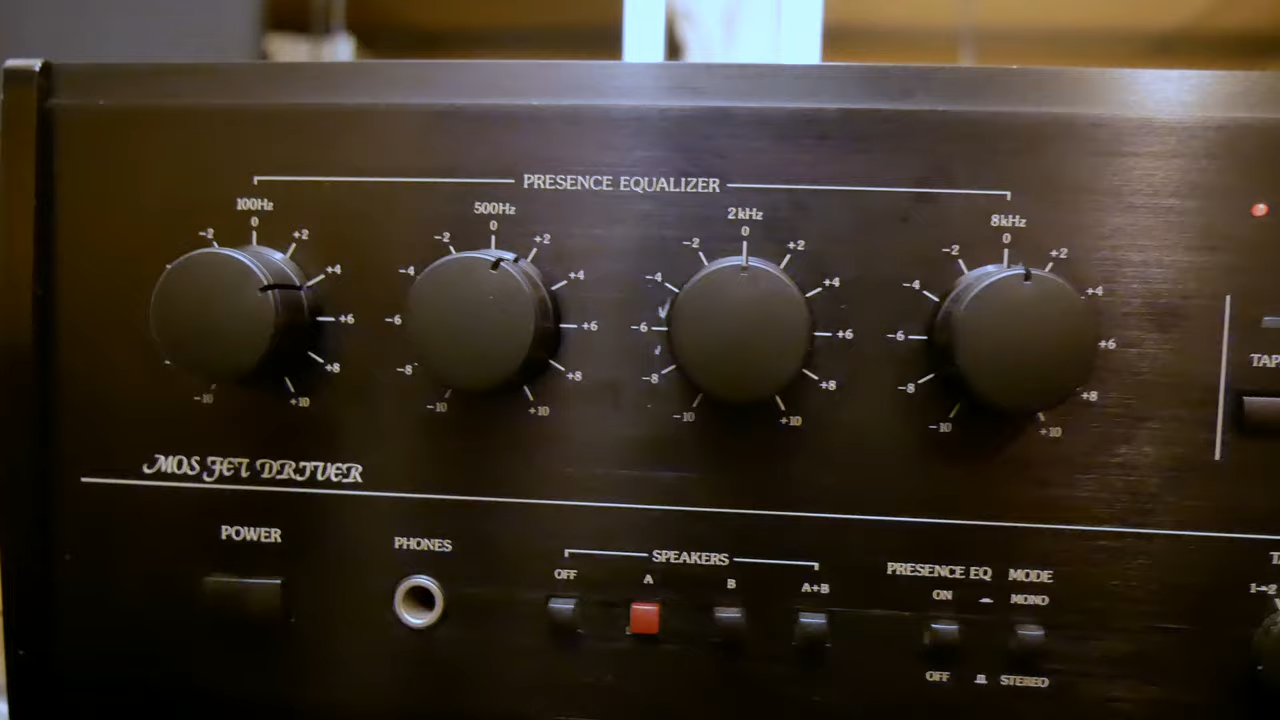 PRESENCE EQUALIZER
100Hz 500Hz 2kHz 8kHz
0 0 0 0
-2 +2 -2 +2 -2 +2 -2 +2
+4 -4 +4 -4 +4 -4 +4
+6 -6 +6 -6 +6 -6 +6
+8 -8 +8 -8 +8 -8 +8
-10 +10 -10 +10 -10 +10 -10 +10
TAP
MOS FET DRIVER
POWER PHONES SPEAKERS PRESENCE EQ MODE
OFF A B A+B ON MONO
OFF STEREO
1→2